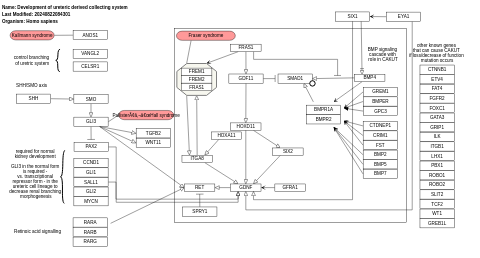 Name: Development of ureteric derived collecting system
Last Modified: 20240822084301
Organism: Homo sapiens
Kallmann syndrome
ANOS1
control branching
of ureteric system
VANGL2
CELSR1
SHH/SMO axis
SHH
SMO
GLI3
Hall syndrome
TGFB2
WNT11
required for normal
kidney development
PAX2
GLI3 in the normal form
is required -
vs. transcriptional
repressor form - in the
ureteric cell lineage to
decrease renal branching
morphogenesis
CCND1
GLI1
SALL1
GLI2
MYCN
Retinoic acid signalling
RARA
RARB
RARG
Fraser syndrome
FRAS1
FREM1
FREM2
FRAS1
GDF11
SMAD1
HOXD11
HOXA11
ITGA8
SIX2
RET
GDNF
GFRA1
SPRY1
SIX1
EYA1
BMP signaling
cascade with
role in CAKUT
BMP4
BMPR1A
BMPR2
GREM1
BMPER
GPC3
CTDNEP1
CRIM1
FST
BMP2
BMP5
BMP7
other known genes
that can cause CAKUT
if loss/decrease of function
mutation occurs
CTNNB1
ETV4
FAT4
FGFR2
FOXC1
GATA3
GRIP1
ILK
ITGB1
LHX1
PBX1
ROBO1
ROBO2
SLIT2
TCF2
WT1
GREB1L